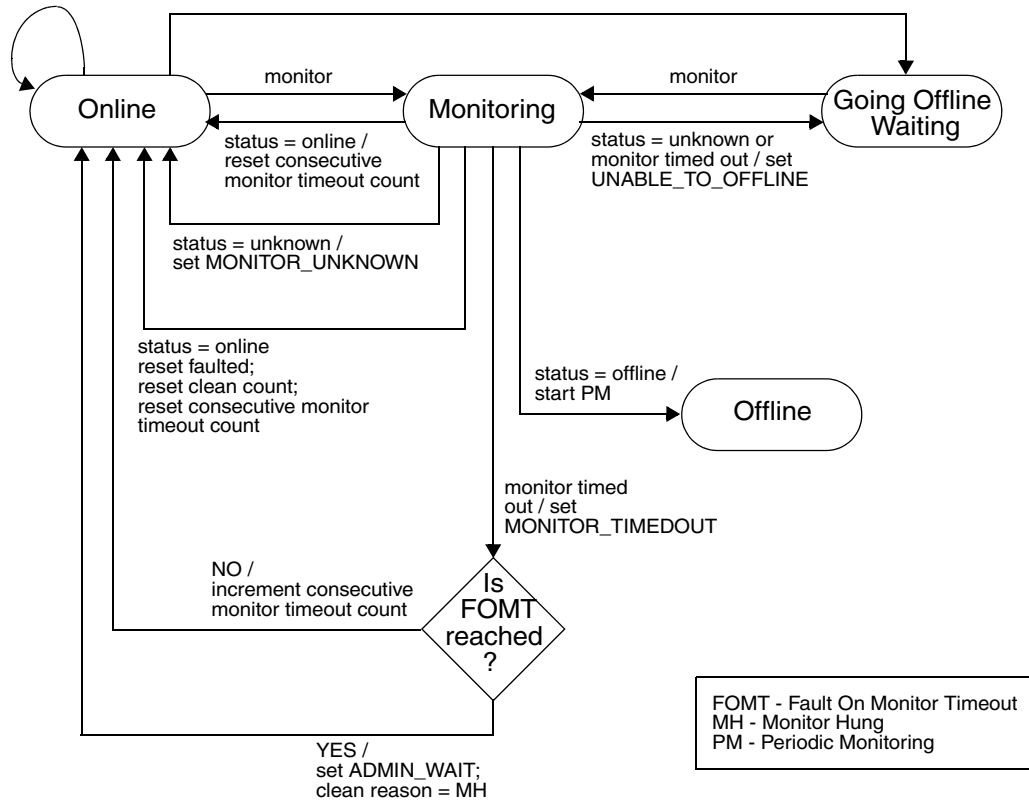 Online
monitor
Monitoring
monitor
Going Offline
Waiting
status = online /
reset consecutive
monitor timeout count
status = unknown or
monitor timed out / set
UNABLE_TO_OFFLINE
status = unknown /
set MONITOR_UNKNOWN
status = online
reset faulted;
reset clean count;
reset consecutive monitor
timeout count
status = offline /
start PM
Offline
monitor timed
out / set
MONITOR_TIMEDOUT
NO /
increment consecutive
monitor timeout count
Is
FOMT
reached
?
YES /
set ADMIN_WAIT;
clean reason = MH
FOMT - Fault On Monitor Timeout
MH - Monitor Hung
PM - Periodic Monitoring